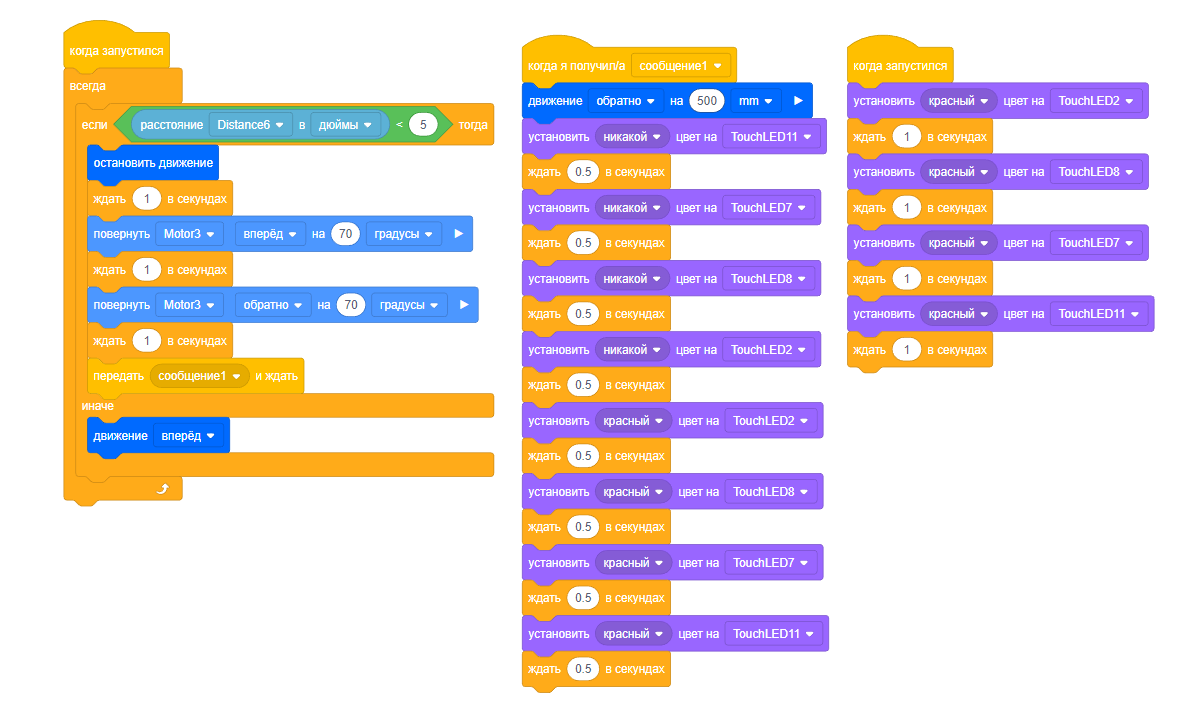 когда запустился
всегда
если расстояние Distance6 в дюймы < 5 тогда
остановить движение
ждать 1 в секундах
повернуть Motor3 вперёд на 70 градусы
ждать 1 в секундах
повернуть Motor3 обратно на 70 градусы
ждать 1 в секундах
передать сообщение1 и ждать
иначе
движение вперёд
когда я получил/а сообщение1
движение обратно на 500 mm
установить никакой цвет на TouchLED11
ждать 0.5 в секундах
установить никакой цвет на TouchLED7
ждать 0.5 в секундах
установить никакой цвет на TouchLED8
ждать 0.5 в секундах
установить никакой цвет на TouchLED2
ждать 0.5 в секундах
установить красный цвет на TouchLED2
ждать 0.5 в секундах
установить красный цвет на TouchLED8
ждать 0.5 в секундах
установить красный цвет на TouchLED7
ждать 0.5 в секундах
установить красный цвет на TouchLED11
ждать 0.5 в секундах
когда запустился
установить красный цвет на TouchLED2
ждать 1 в секундах
установить красный цвет на TouchLED8
ждать 1 в секундах
установить красный цвет на TouchLED7
ждать 1 в секундах
установить красный цвет на TouchLED11
ждать 1 в секундах